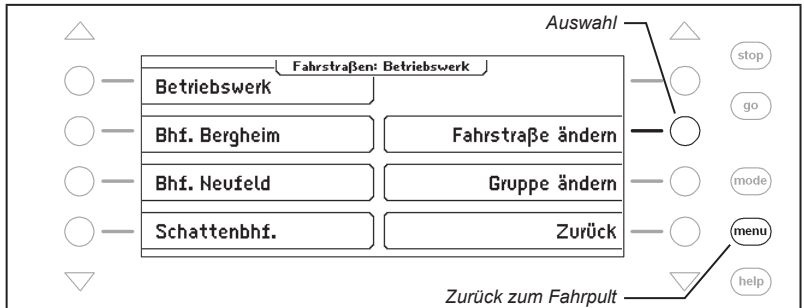 Auswahl
stop
Fahrstraßen: Betriebswerk
Betriebswerk
go
Bhf. Bergheim
Fahrstraße ändern
Bhf. Neufeld
Gruppe ändern
mode
Schattenbhf.
Zurück
menu
help
Zurück zum Fahrpult